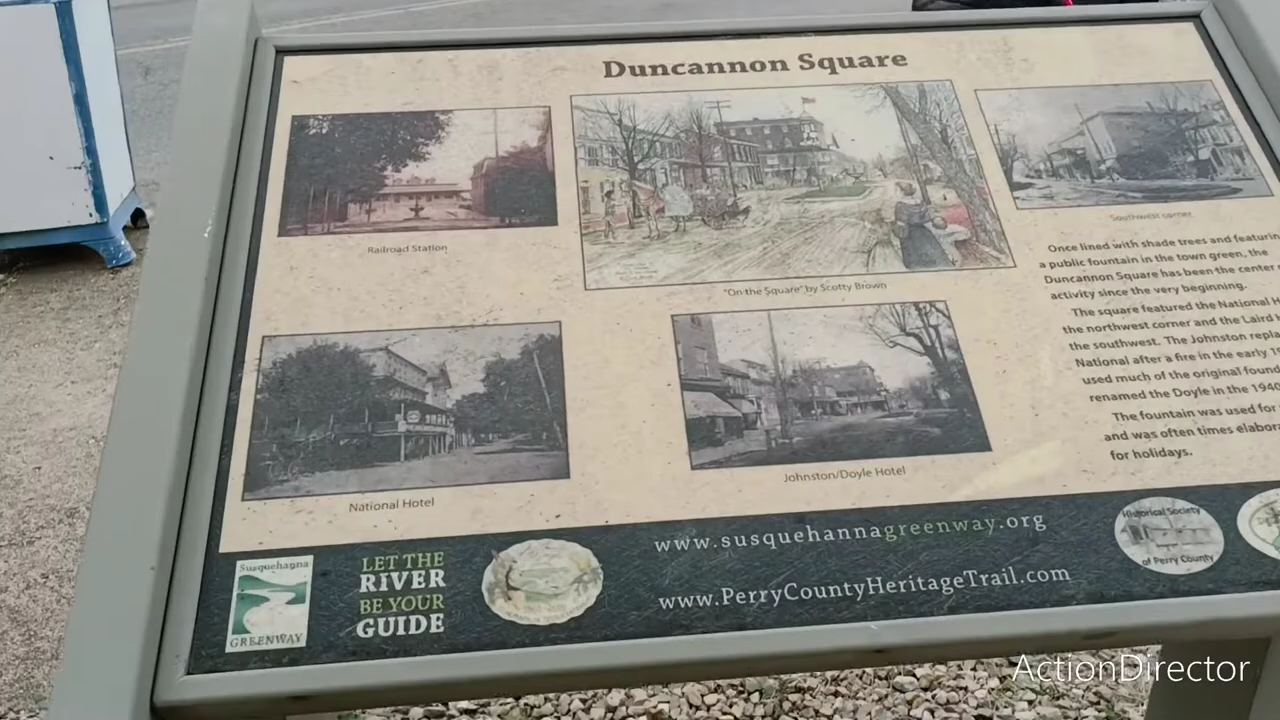 Duncannon Square
Railroad Station
"On the Square" by Scotty Brown
Southwest corner
National Hotel
Johnston/Doyle Hotel
Once lined with shade trees and featurin
a public fountain in the town green, the
Duncannon Square has been the center
activity since the very beginning.
The square featured the National H
the northwest corner and the Laird
the southwest. The Johnston repla
National after a fire in the early
used much of the original found
renamed the Doyle in the 1940
The fountain was used for
and was often times elabora
for holidays.
Susquehanna
GREENWAY
LET THE
RIVER
BE YOUR
GUIDE
www.susquehannagreenway.org
www.PerryCountyHeritageTrail.com
Historical Society
of Perry County
ActionDirector